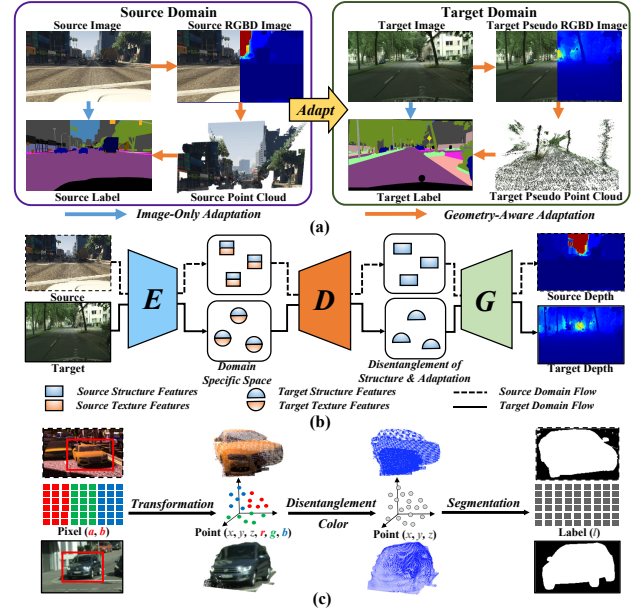 Source Domain
Source Image
Source RGBD Image
Target Domain
Target Image
Target Pseudo RGBD Image
Adapt
Source Label
Source Point Cloud
Target Label
Target Pseudo Point Cloud
Image-Only Adaptation
(a)
Geometry-Aware Adaptation
E
D
G
Source
Source Depth
Target
Domain
Specific Space
Disentanglement of
Structure & Adaptation
Target Depth
Source Structure Features
Target Structure Features
Source Domain Flow
Source Texture Features
Target Texture Features
Target Domain Flow
(b)
Transformation
Disentanglement
Color
Segmentation
Pixel (a, b)
Point (x, y, z, r, g, b)
Point (x, y, z)
Label (l)
(c)